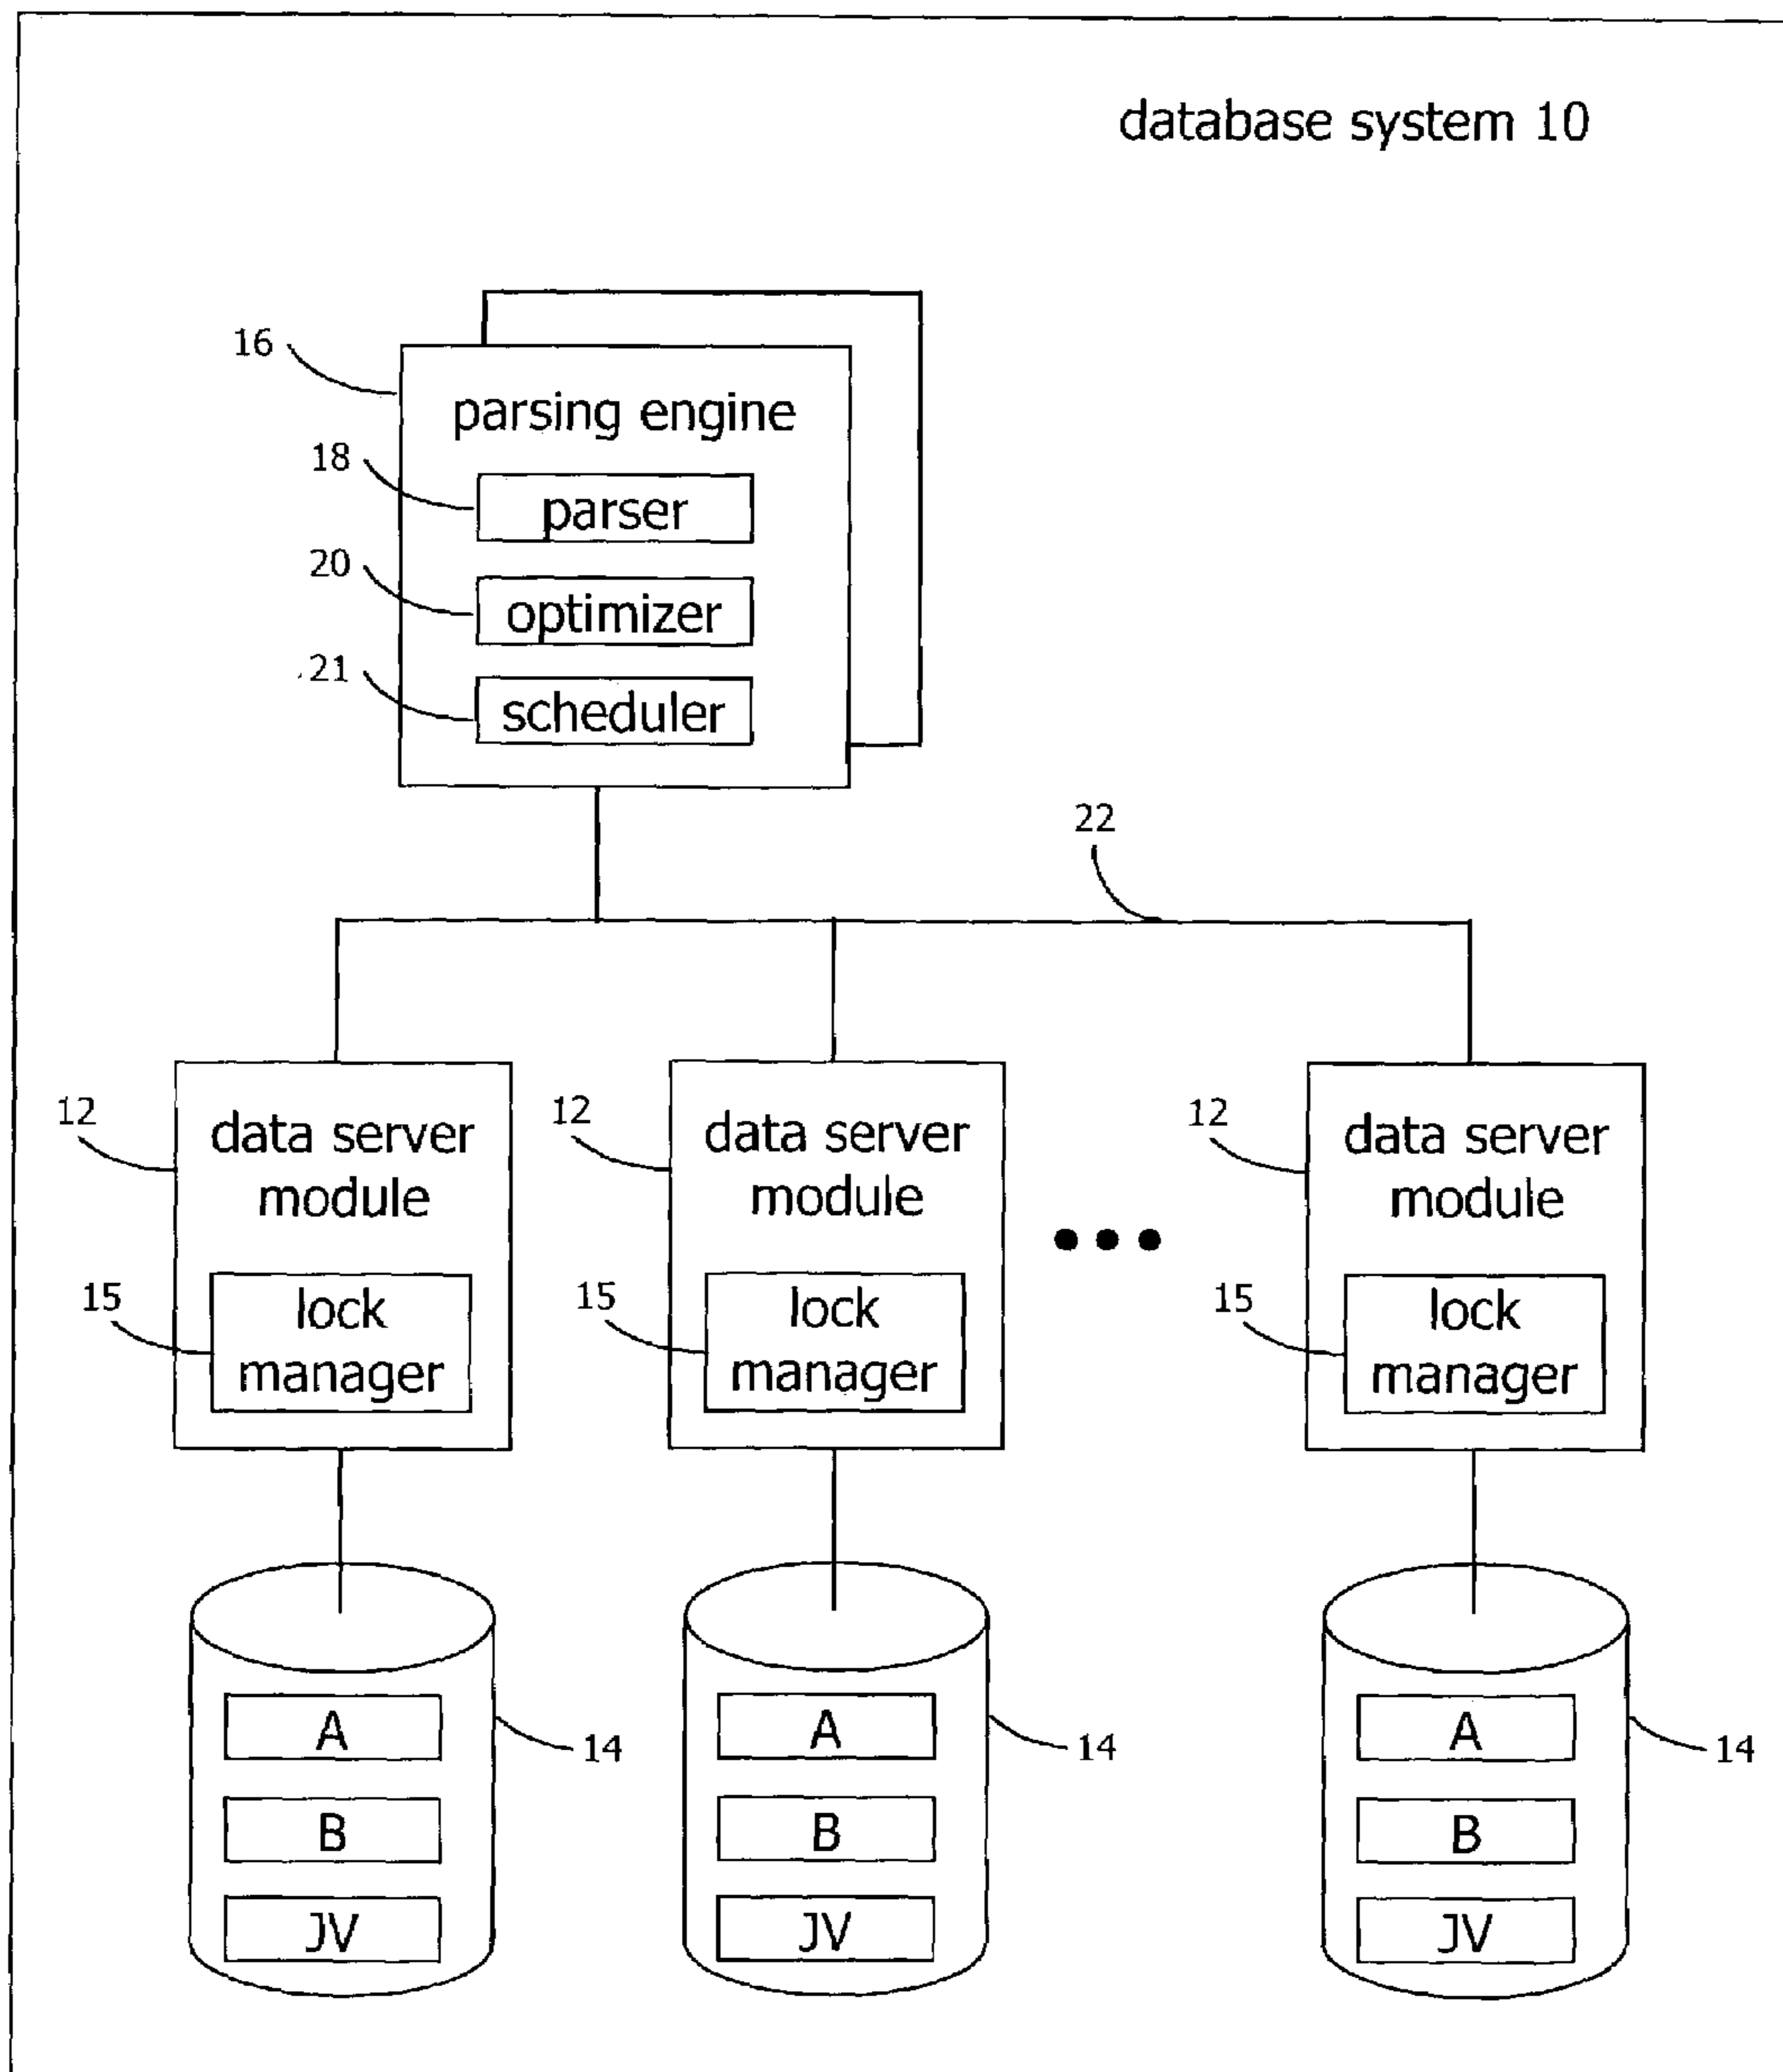 database system 10
16
parsing engine
18
parser
20
optimizer
21
scheduler
22
12
data server
module
15
lock
manager
12
data server
module
15
lock
manager
12
data server
module
15
lock
manager
A
B
JV
14
A
B
JV
14
A
B
JV
14